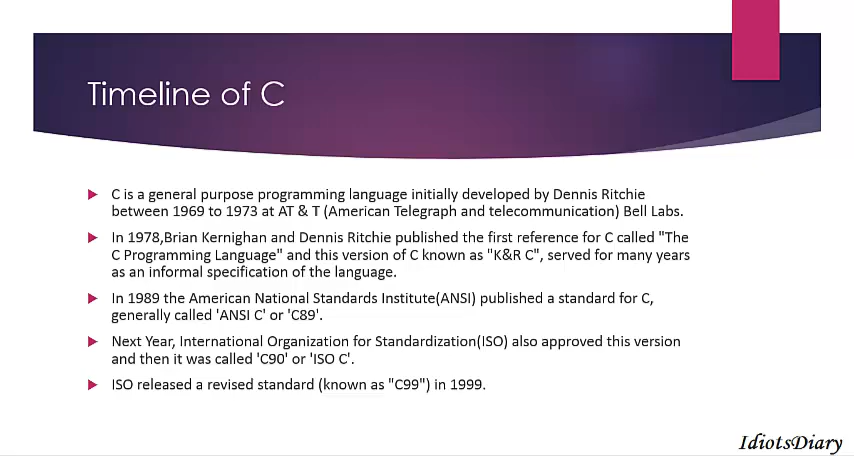 Timeline of C
C is a general purpose programming language initially developed by Dennis Ritchie
between 1969 to 1973 at AT & T (American Telegraph and telecommunication) Bell Labs.
In 1978,Brian Kernighan and Dennis Ritchie published the first reference for C called "The
C Programming Language" and this version of C known as "K&R C", served for many years
as an informal specification of the language.
In 1989 the American National Standards Institute(ANSI) published a standard for C,
generally called 'ANSI C' or 'C89'.
Next Year, International Organization for Standardization(ISO) also approved this version
and then it was called 'C90' or 'ISO C'.
ISO released a revised standard (known as "C99") in 1999.
IdiotsDiary